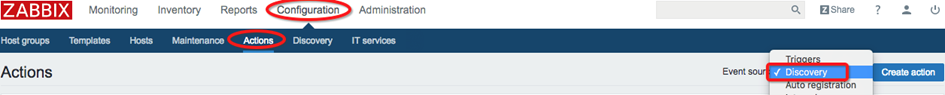 ZABBIX Monitoring Inventory Reports Configuration Administration Share ?
Host groups Templates Hosts Maintenance Actions Discovery IT services
Triggers
Actions Event sour ✓ Discovery Create action
Auto registration